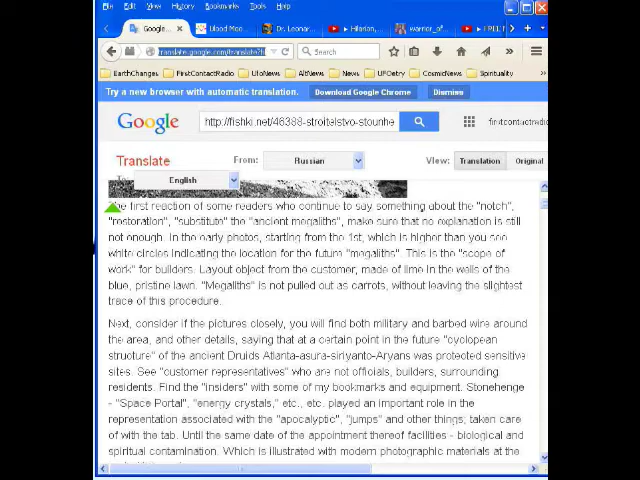 File Edit View History Bookmarks Tools Help
Google...
Blood Moo...
Dr. Leonar...
Hilarion,
warrior_of...
translate.google.com/translate?h
Search
EarthChanges
FirstContactRadio
UfoNews
AltNews
News
UFOetry
CosmicNews
Spirituality
Try a new browser with automatic translation.
Download Google Chrome
Dismiss
Google
http://fishki.net/46388-stroitelstvo-stounhe
firstcontactradio
Translate
From:
Russian
View:
Translation
Original
To:
English
The first reaction of some readers who continue to say something about the "notch",
"restoration", "substitute" the "ancient megaliths", make sure that no explanation is still
not enough. In the early photos, starting from the 1st, which is higher than you see
white circles indicating the location for the future "megaliths". This is the "scope of
work" for builders. Layout object from the customer, made of lime in the wells of the
blue, pristine lawn. "Megaliths" is not pulled out as carrots, without leaving the slightest
trace of this procedure.
Next, consider if the pictures closely, you will find both military and barbed wire around
the area, and other details, saying that at a certain point in the future "cyclopean
structure" of the ancient Druids Atlanta-asura-siriyanto-Aryans was protected sensitive
sites. See "customer representatives" who are not officials, builders, surrounding
residents. Find the "insiders" with some of my bookmarks and equipment. Stonehenge
- "Space Portal", "energy crystals," etc. etc. played an important role in the
representation associated with the "apocalyptic", "jumps" and other things, taken care
of with the tab. Until the same date of the appointment thereof facilities - biological and
spiritual contamination. Which is illustrated with modern photographic materials at the